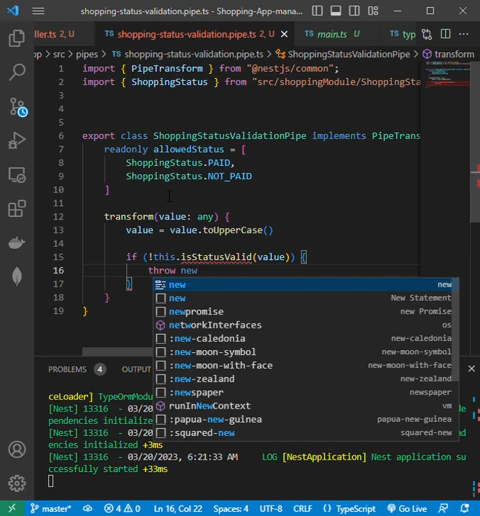 shopping-status-validation.pipe.ts - Shopping-App-mana...
ller.ts 2, U
TS shopping-status-validation.pipe.ts 4, U
TS main.ts U
TS typ
pp > src > pipes > TS shopping-status-validation.pipe.ts > ShoppingStatusValidationPipe > transform
1 import { PipeTransform } from "@nestjs/common";
2 import { ShoppingStatus } from "src/shoppingModule/ShoppingSta
3
4
5
6 export class ShoppingStatusValidationPipe implements PipeTrans
7 readonly allowedStatus = [
8 ShoppingStatus.PAID,
9 ShoppingStatus.NOT_PAID
10 ]
11
12 transform(value: any) {
13 value = value.toUpperCase()
14
15 if (!this.isStatusValid(value)) {
16 throw new
17 }
18 }
19 }
new new
new New Statement
newpromise new Promise
networkInterfaces os
:new-caledonia new-caledonia
:new-moon-symbol new-moon-symbol
:new-moon-with-face new-moon-with-face
:new-zealand new-zealand
:newspaper newspaper
runInNewContext vm
:papua-new-guinea papua-new-guinea
:squared-new squared-new
PROBLEMS 4 OUTPUT
ceLoader] TypeOrmModu
[Nest] 13316 - 03/20 de
pendencies initialize
[Nest] 13316 - 03/20 nd
encies initialized +3ms
[Nest] 13316 - 03/20/2023, 6:21:33 AM LOG [NestApplication] Nest application su
ccessfully started +33ms
master* 4 0 Ln 16, Col 22 Spaces: 4 UTF-8 CRLF {} TypeScript Go Live